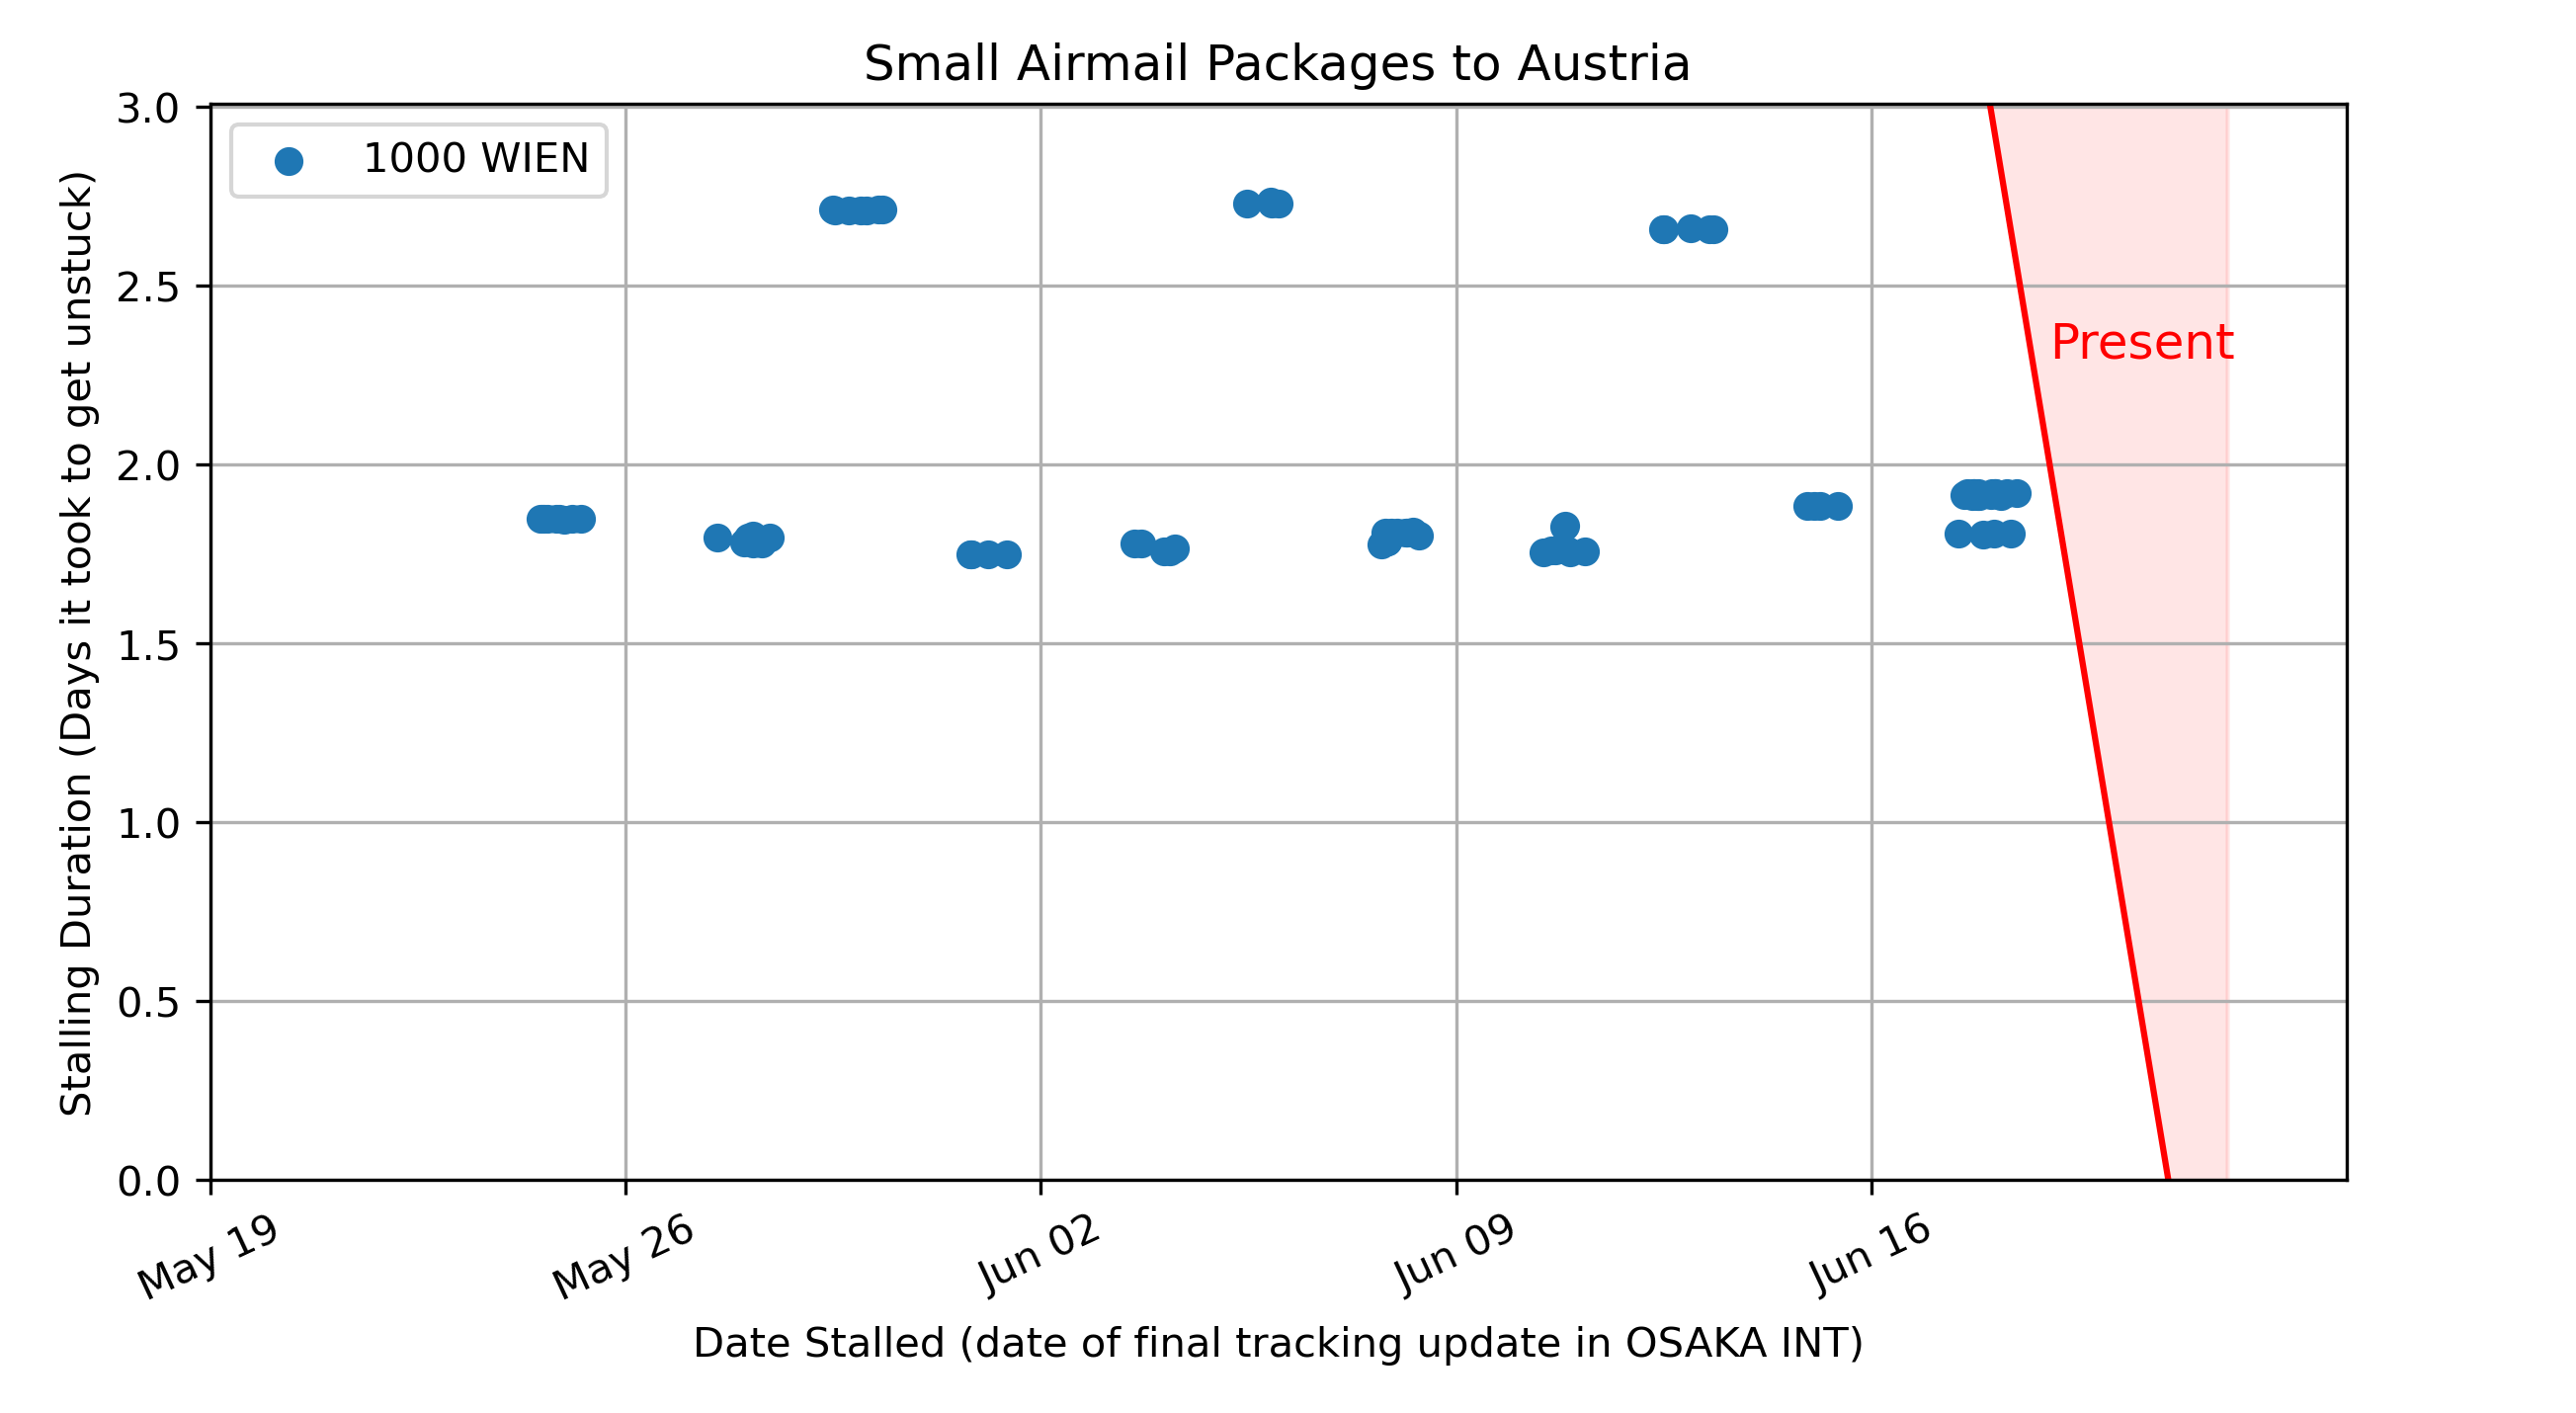 Small Airmail Packages to Austria
Stalling Duration (Days it took to get unstuck)
3.0
2.5
2.0
1.5
1.0
0.5
0.0
1000 WIEN
Present
May 19
May 26
Jun 02
Jun 09
Jun 16
Date Stalled (date of final tracking update in OSAKA INT)